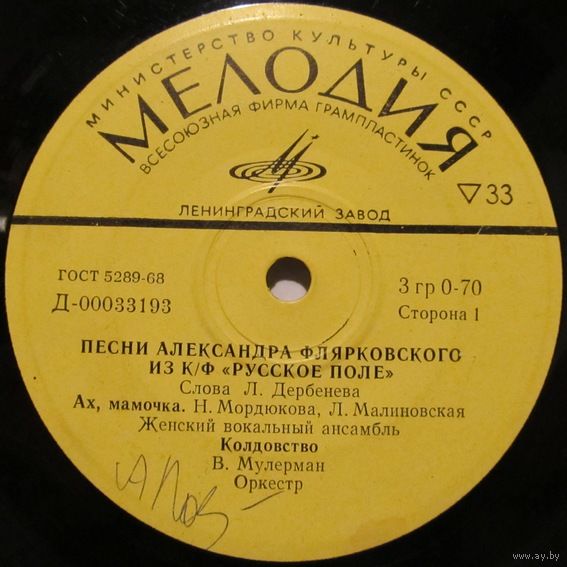 МИНИСТЕРСТВО КУЛЬТУРЫ СССР
МЕЛОДИЯ
ВСЕСОЮЗНАЯ ФИРМА ГРАМПЛАСТИНОК
33
ЛЕНИНГРАДСКИЙ ЗАВОД
ГОСТ 5289-68
3 гр 0-70
Д-00033193
Сторона 1
ПЕСНИ АЛЕКСАНДРА ФЛЯРКОВСКОГО
ИЗ К/Ф «РУССКОЕ ПОЛЕ»
Слова Л. Дербенева
Ах, мамочка. Н. Мордюкова, Л. Малиновская
Женский вокальный ансамбль
Колдовство
В. Мулерман
Оркестр
www.ay.by